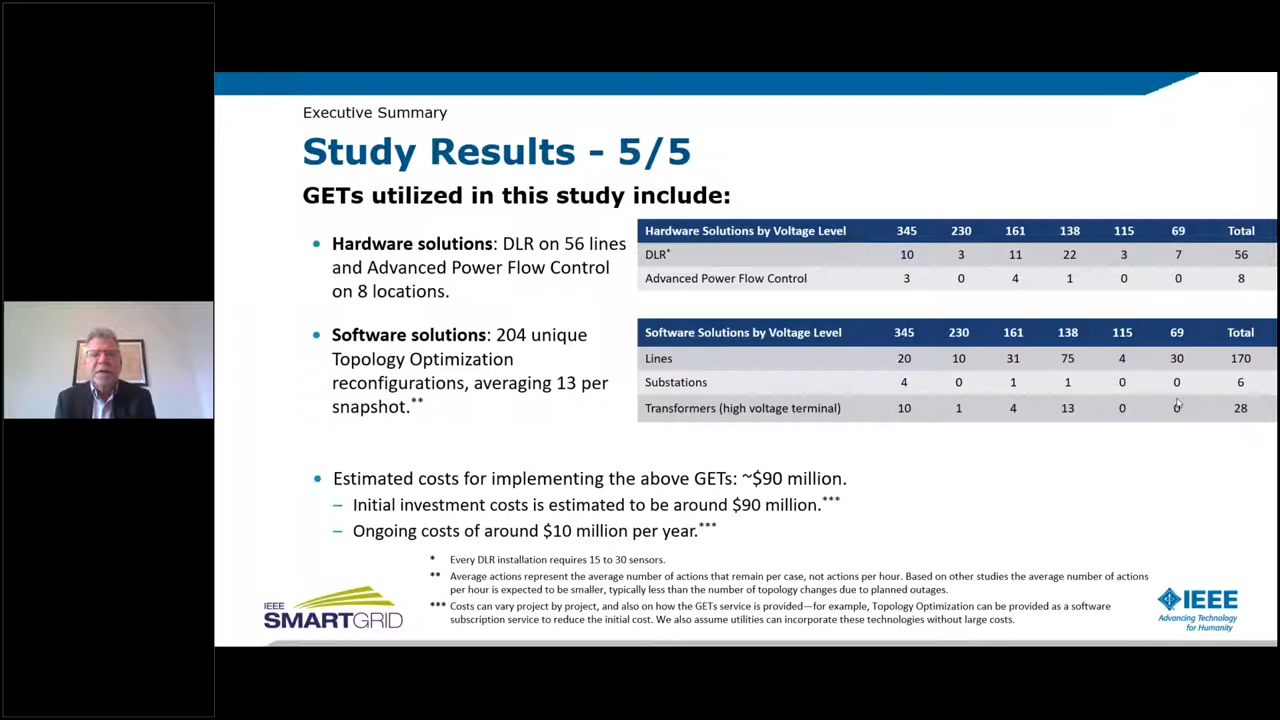 Executive Summary
Study Results - 5/5
GETs utilized in this study include:
• Hardware solutions: DLR on 56 lines
and Advanced Power Flow Control
on 8 locations.
• Software solutions: 204 unique
Topology Optimization
reconfigurations, averaging 13 per
snapshot.**
Hardware Solutions by Voltage Level 345 230 161 138 115 69 Total
DLR* 10 3 11 22 3 7 56
Advanced Power Flow Control 3 0 4 1 0 0 8
Software Solutions by Voltage Level 345 230 161 138 115 69 Total
Lines 20 10 31 75 4 30 170
Substations 4 0 1 1 0 0 6
Transformers (high voltage terminal) 10 1 4 13 0 0 28
• Estimated costs for implementing the above GETs: ~$90 million.
– Initial investment costs is estimated to be around $90 million.***
– Ongoing costs of around $10 million per year.***
* Every DLR installation requires 15 to 30 sensors.
** Average actions represent the average number of actions that remain per case, not actions per hour. Based on other studies the average number of actions
per hour is expected to be smaller, typically less than the number of topology changes due to planned outages.
*** Costs can vary project by project, and also on how the GETs service is provided—for example, Topology Optimization can be provided as a software
subscription service to reduce the initial cost. We also assume utilities can incorporate these technologies without large costs.
IEEE
SMARTGRID
IEEE
Advancing Technology
for Humanity